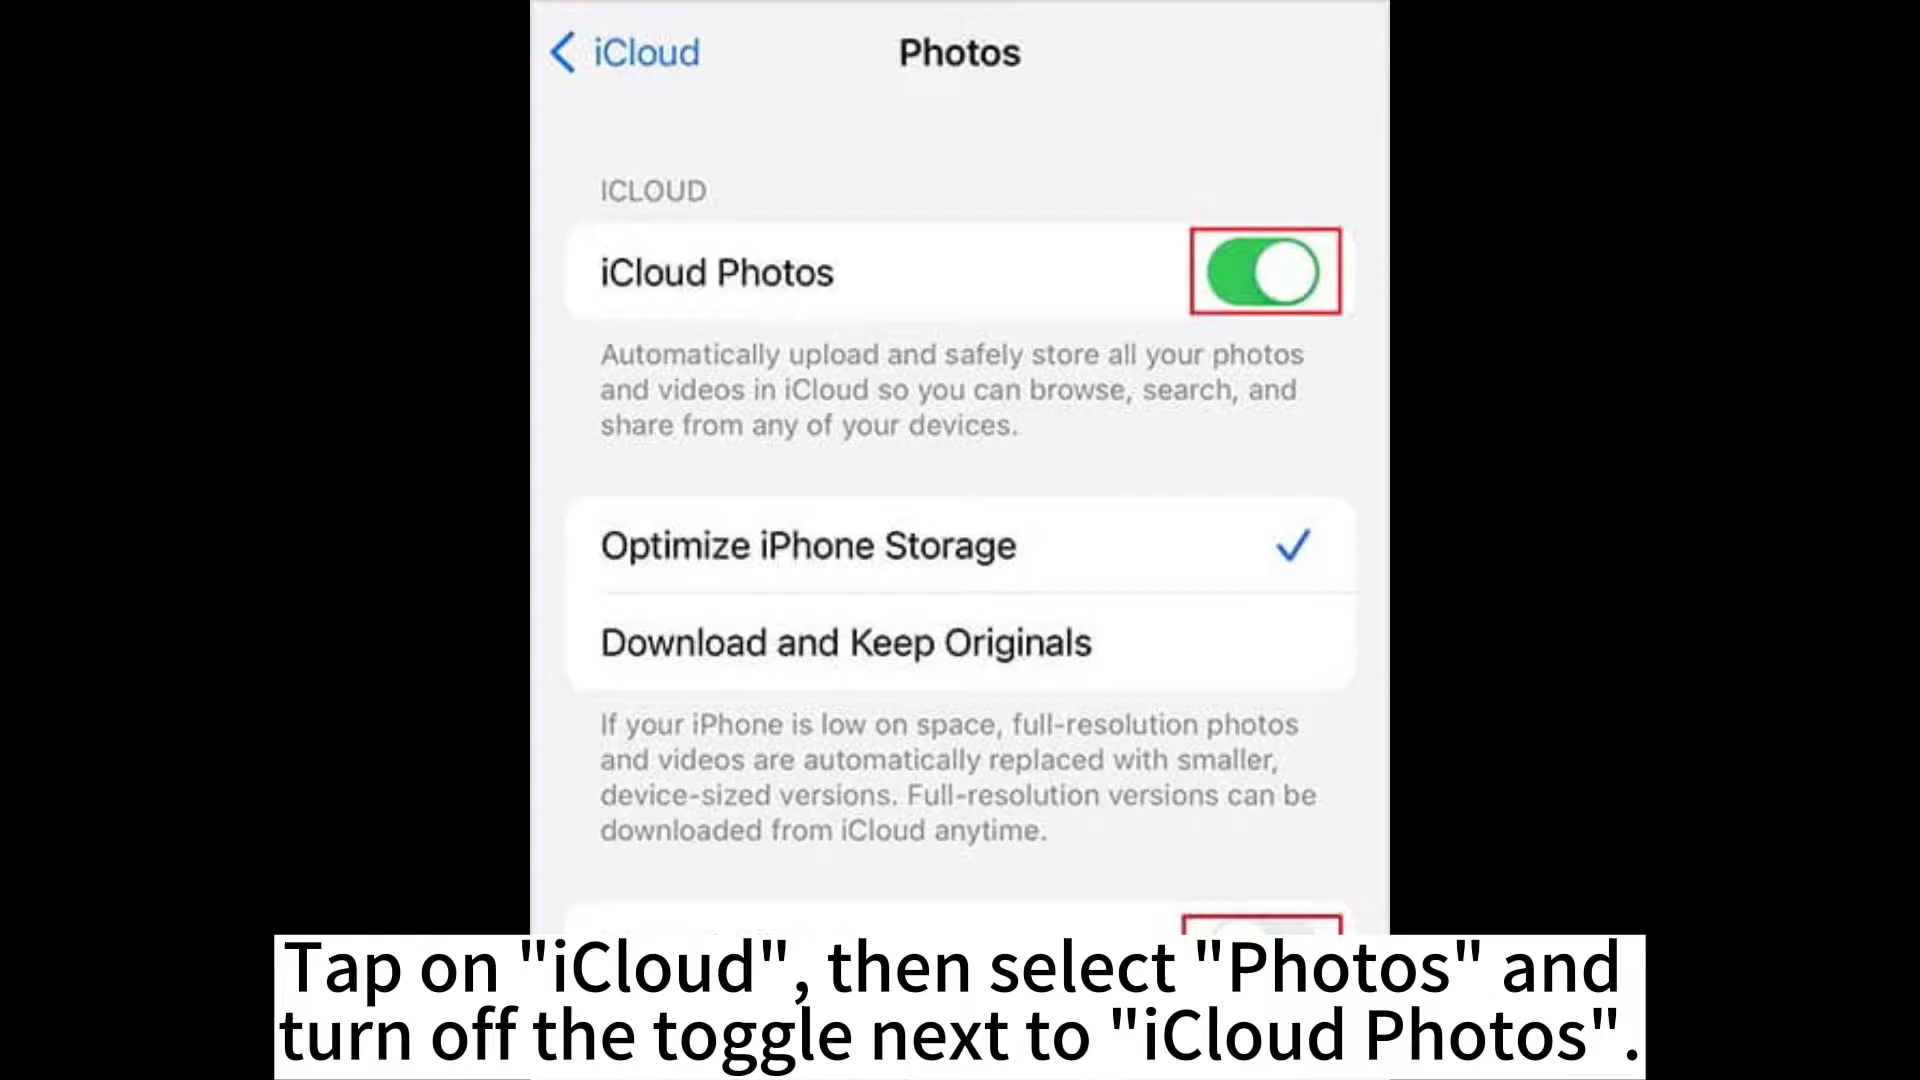 iCloud
Photos
ICLOUD
iCloud Photos
Automatically upload and safely store all your photos
and videos in iCloud so you can browse, search, and
share from any of your devices.
Optimize iPhone Storage
Download and Keep Originals
If your iPhone is low on space, full-resolution photos
and videos are automatically replaced with smaller,
device-sized versions. Full-resolution versions can be
downloaded from iCloud anytime.
Tap on "iCloud", then select "Photos" and
turn off the toggle next to "iCloud Photos".